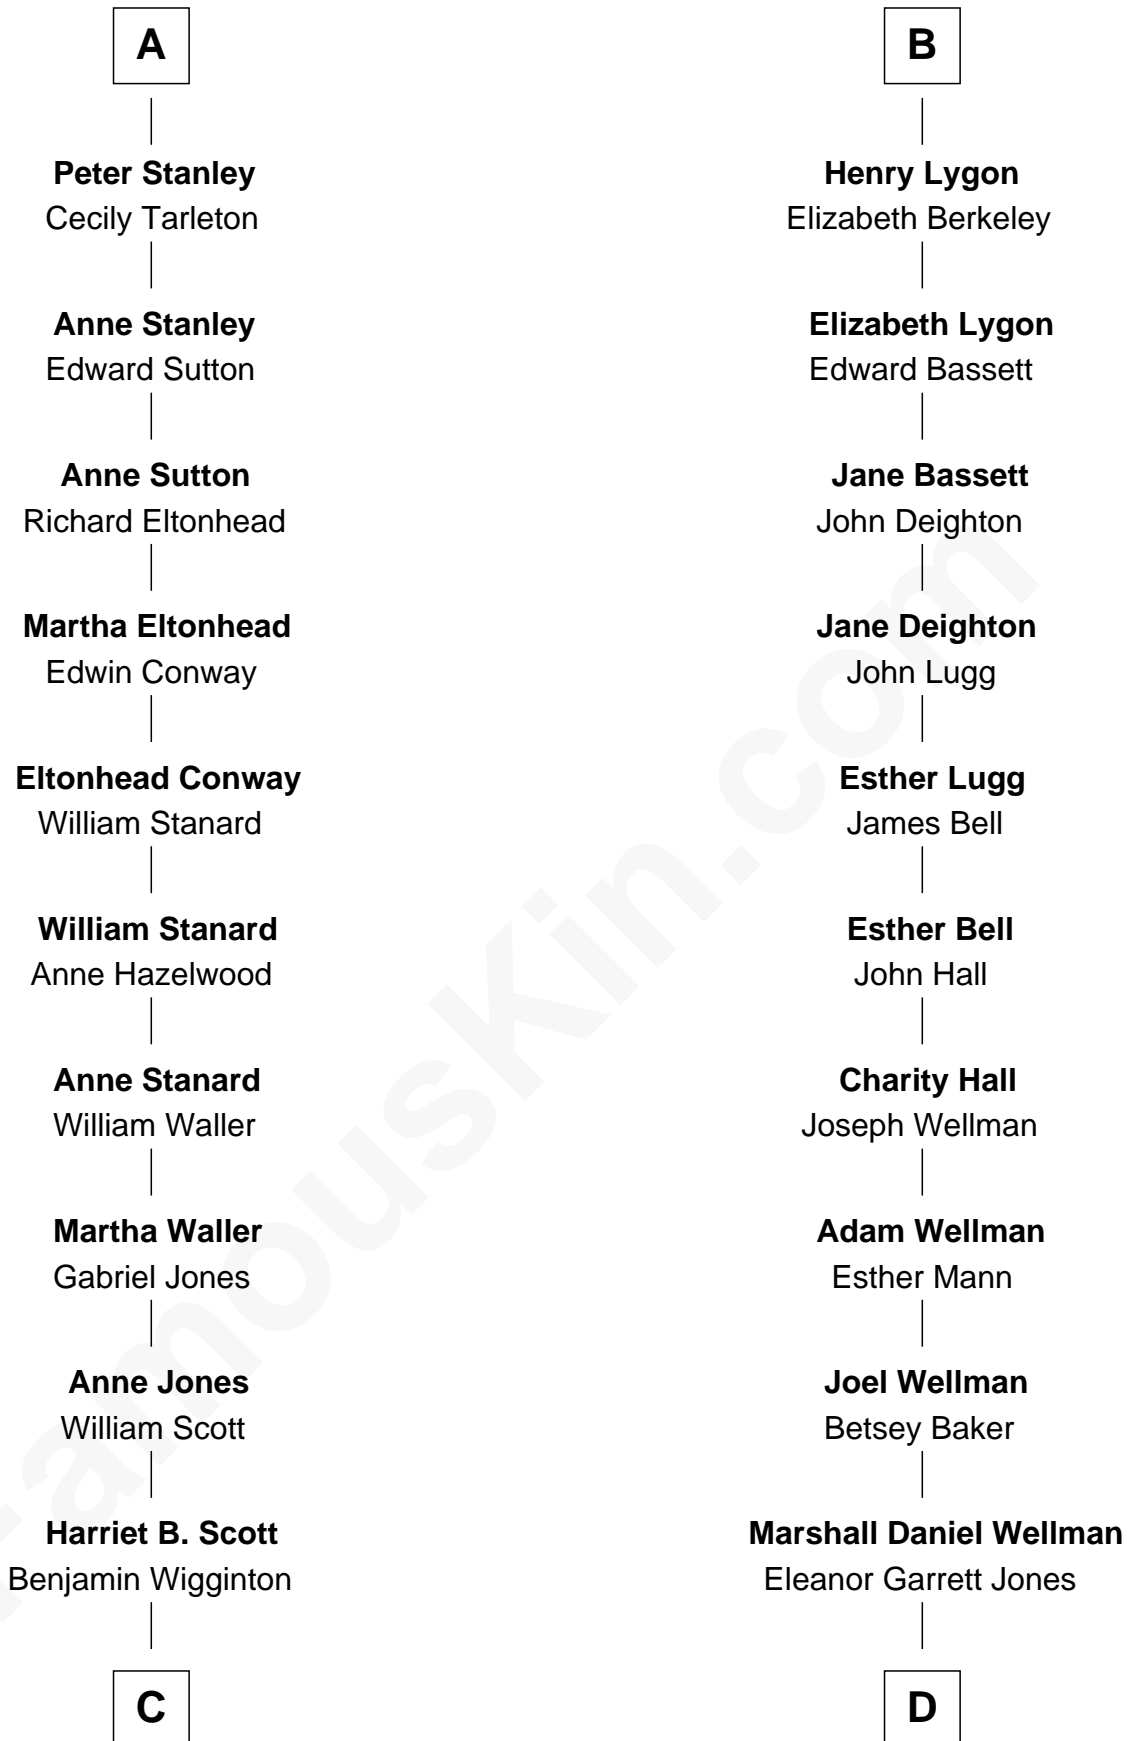 A
Peter Stanley
Cecily Tarleton
Anne Stanley
Edward Sutton
Anne Sutton
Richard Eltonhead
Martha Eltonhead
Edwin Conway
Eltonhead Conway
William Stanard
William Stanard
Anne Hazelwood
Anne Stanard
William Waller
Martha Waller
Gabriel Jones
Anne Jones
William Scott
Harriet B. Scott
Benjamin Wigginton
C
B
Henry Lygon
Elizabeth Berkeley
Elizabeth Lygon
Edward Bassett
Jane Bassett
John Deighton
Jane Deighton
John Lugg
Esther Lugg
James Bell
Esther Bell
John Hall
Charity Hall
Joseph Wellman
Adam Wellman
Esther Mann
Joel Wellman
Betsey Baker
Marshall Daniel Wellman
Eleanor Garrett Jones
D
FamousKin.com